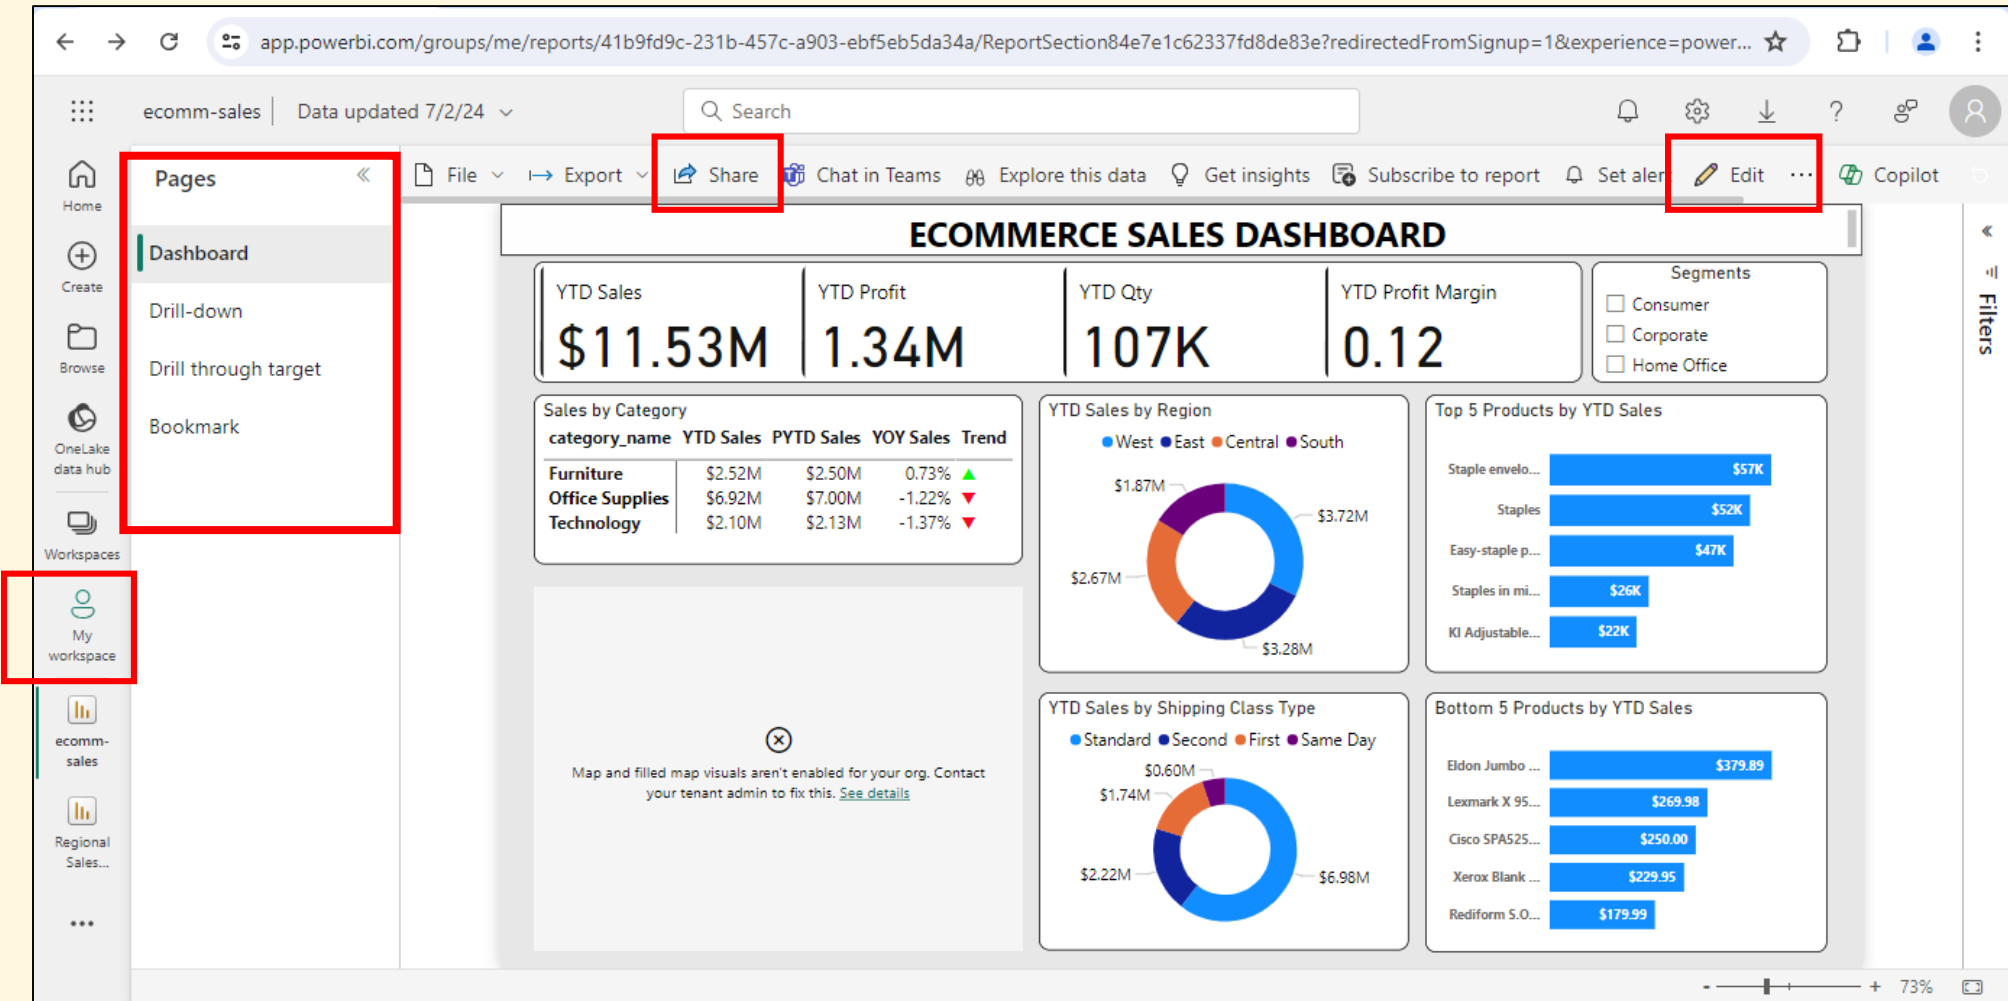 app.powerbi.com/groups/me/reports/41b9fd9c-231b-457c-a903-ebf5eb5da34a/ReportSection84e7e1c62337fd8de83e?redirectedFromSignup=1&experience=power...
ecomm-sales | Data updated 7/2/24
Search
Home
Create
Browse
OneLake
data hub
Workspaces
My
workspace
ecomm-
sales
Regional
Sales...
Pages
Dashboard
Drill-down
Drill through target
Bookmark
File Export Share Chat in Teams Explore this data Get insights Subscribe to report Set alert Edit ... Copilot
ECOMMERCE SALES DASHBOARD
YTD Sales
$11.53M
YTD Profit
1.34M
YTD Qty
107K
YTD Profit Margin
0.12
Segments
Consumer
Corporate
Home Office
Filters
Sales by Category
category_name YTD Sales PYTD Sales YOY Sales Trend
Furniture $2.52M $2.50M 0.73%
Office Supplies $6.92M $7.00M -1.22%
Technology $2.10M $2.13M -1.37%
Map and filled map visuals aren't enabled for your org. Contact
your tenant admin to fix this. See details
YTD Sales by Region
West East Central South
$1.87M
$3.72M
$2.67M
$3.28M
Top 5 Products by YTD Sales
Staple envelo... $57K
Staples $52K
Easy-staple p... $47K
Staples in mi... $26K
KI Adjustable... $22K
YTD Sales by Shipping Class Type
Standard Second First Same Day
$0.60M
$1.74M
$2.22M
$6.98M
Bottom 5 Products by YTD Sales
Eldon Jumbo ... $379.89
Lexmark X 95... $269.98
Cisco SPA525... $250.00
Xerox Blank ... $229.95
Rediform S.O... $179.99
- + 73%